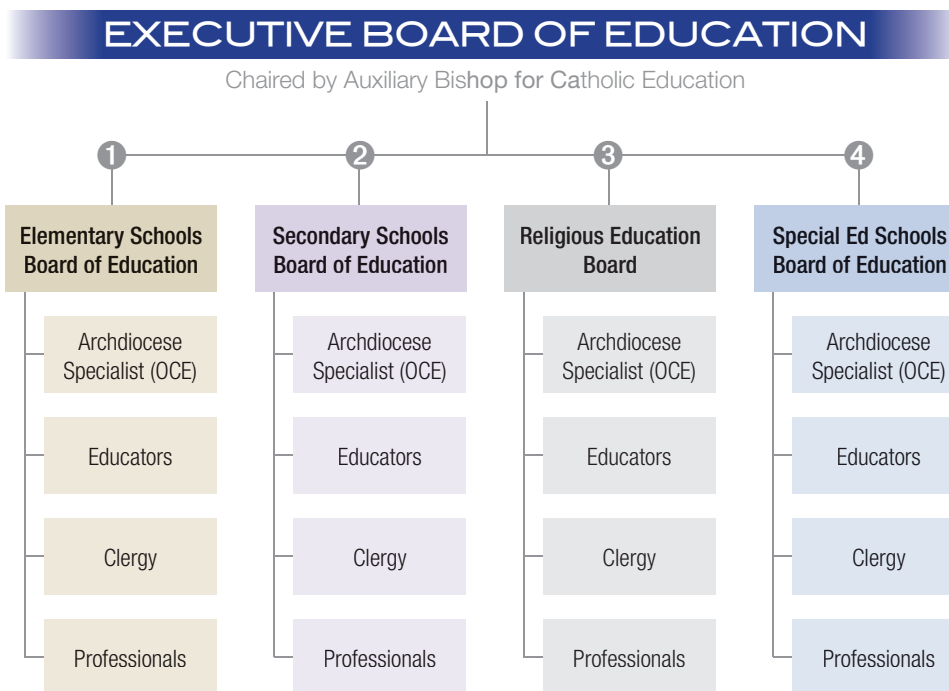 EXECUTIVE BOARD OF EDUCATION
Chaired by Auxiliary Bishop for Catholic Education
1
2
3
4
Elementary Schools
Board of Education
Archdiocese
Specialist (OCE)
Educators
Clergy
Professionals
Secondary Schools
Board of Education
Archdiocese
Specialist (OCE)
Educators
Clergy
Professionals
Religious Education
Board
Archdiocese
Specialist (OCE)
Educators
Clergy
Professionals
Special Ed Schools
Board of Education
Archdiocese
Specialist (OCE)
Educators
Clergy
Professionals